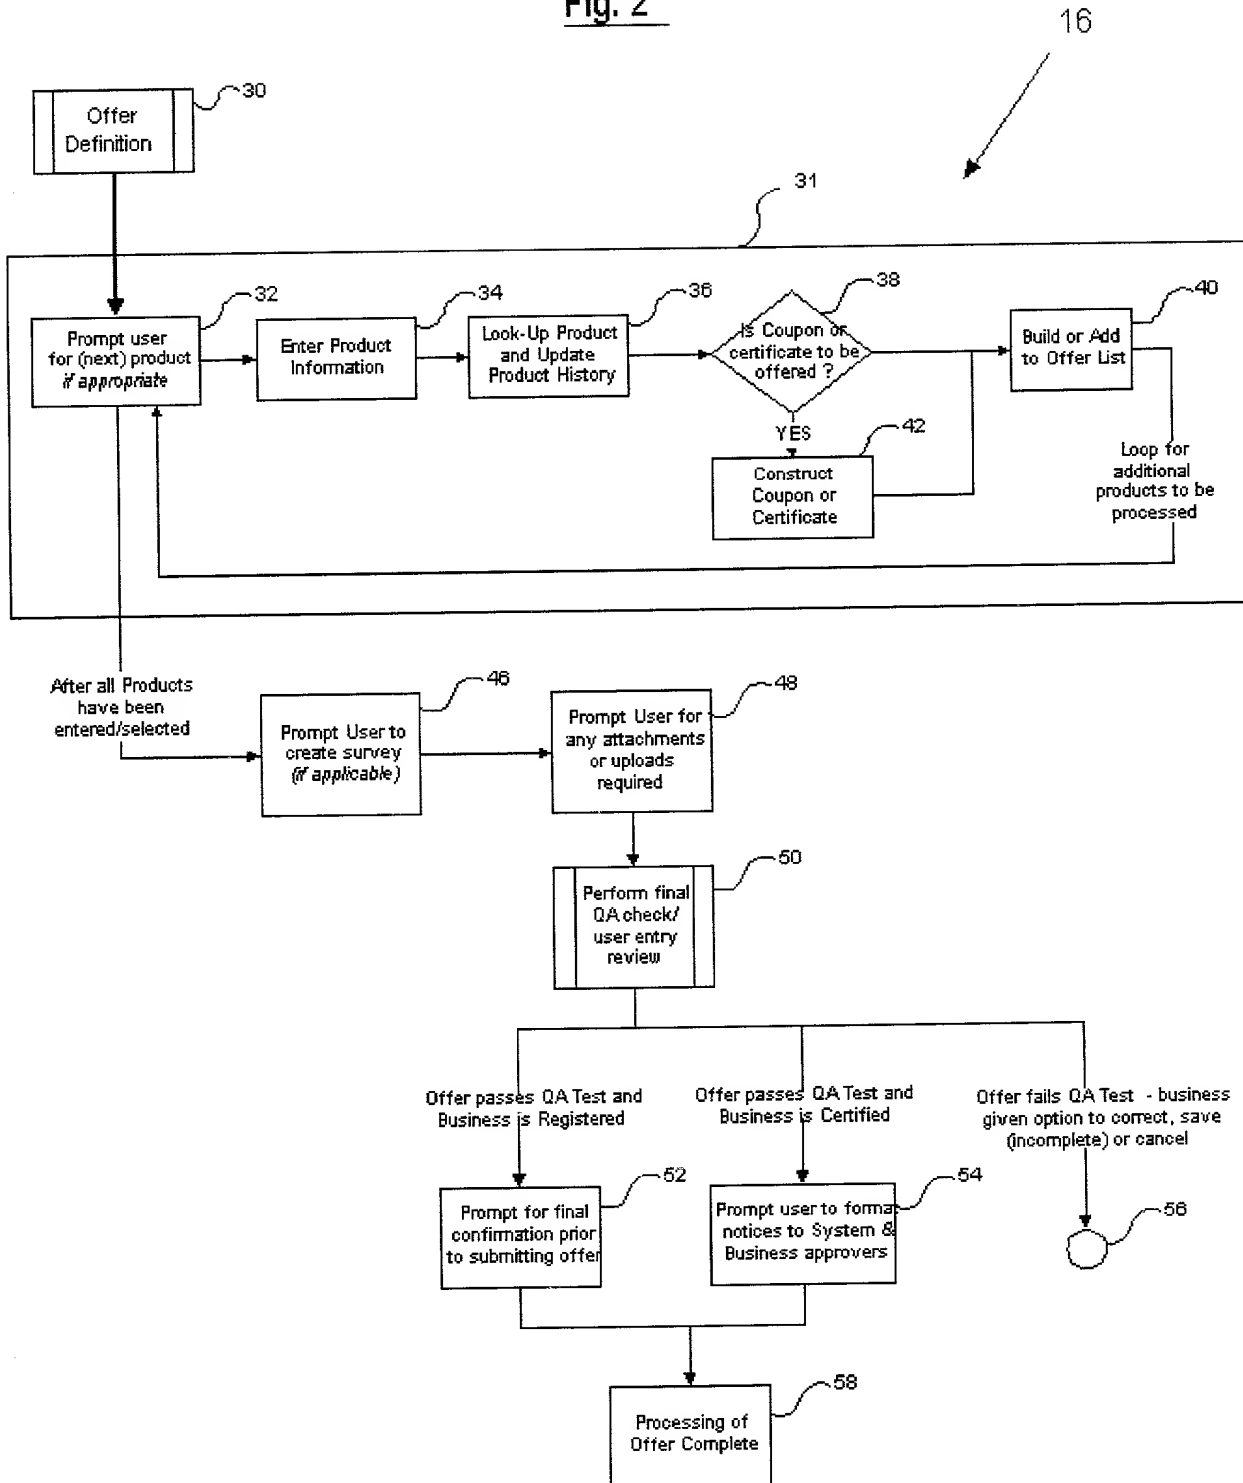 Fig. 2
16
30
Offer
Definition
31
32
Prompt user
for (next) product
if appropriate
34
Enter Product
Information
36
Look-Up Product
and Update
Product History
38
Is Coupon or
certificate to be
offered ?
40
Build or Add
to Offer List
YES
42
Construct
Coupon or
Certificate
Loop for
additional
products to be
processed
After all Products
have been
entered/selected
46
Prompt User to
create survey
(if applicable)
48
Prompt User for
any attachments
or uploads
required
50
Perform final
QA check/
user entry
review
Offer passes QA Test and
Business is Registered
Offer passes QA Test and
Business is Certified
Offer fails QA Test - business
given option to correct, save
(incomplete) or cancel
52
Prompt for final
confirmation prior
to submitting offer
54
Prompt user to format
notices to System &
Business approvers
56
58
Processing of
Offer Complete